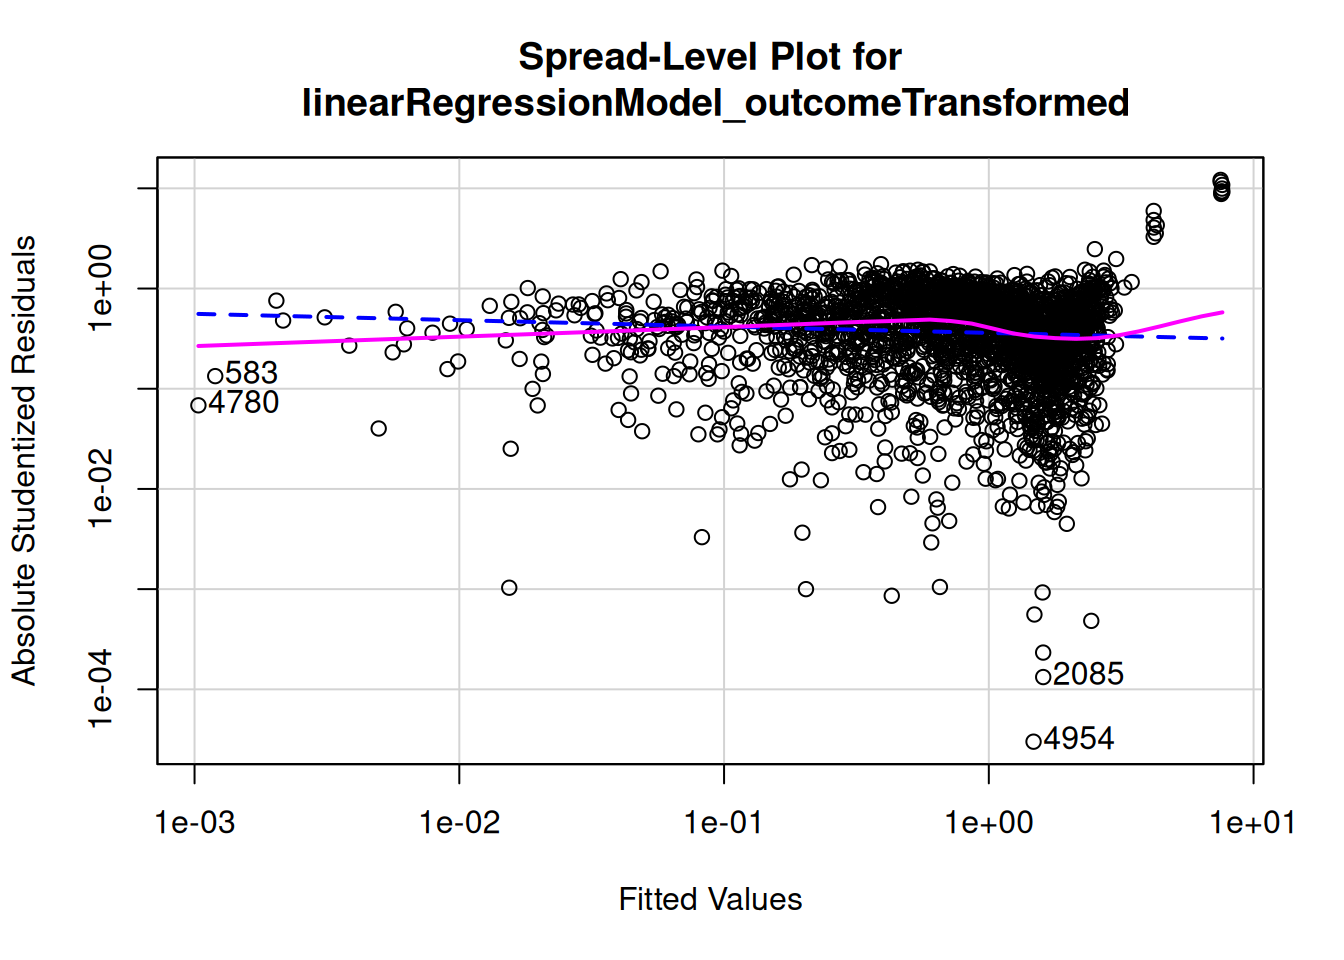 Spread-Level Plot for
linearRegressionModel_outcomeTransformed
Absolute Studentized Residuals
1e+00
1e-02
1e-04
583
4780
2085
4954
1e-03
1e-02
1e-01
1e+00
1e+01
Fitted Values